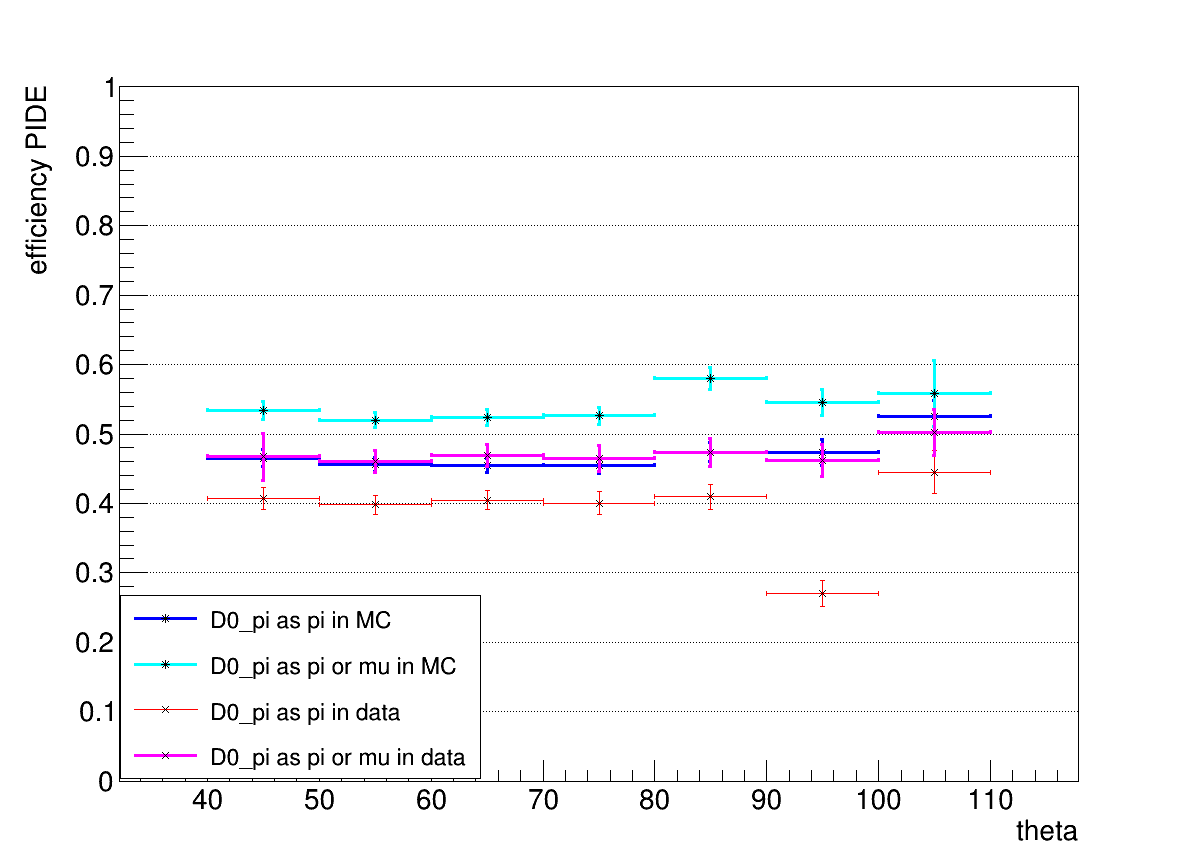 efficiency PIDE
1
0.9
0.8
0.7
0.6
0.5
0.4
0.3
0.2
0.1
0
D0_pi as pi in MC
D0_pi as pi or mu in MC
D0_pi as pi in data
D0_pi as pi or mu in data
40 50 60 70 80 90 100 110
theta